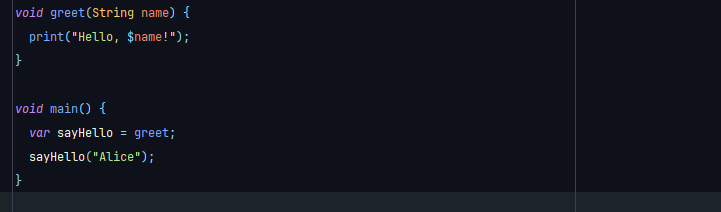 void greet(String name) {
  print("Hello, $name!");
}

void main() {
  var sayHello = greet;
  sayHello("Alice");
}